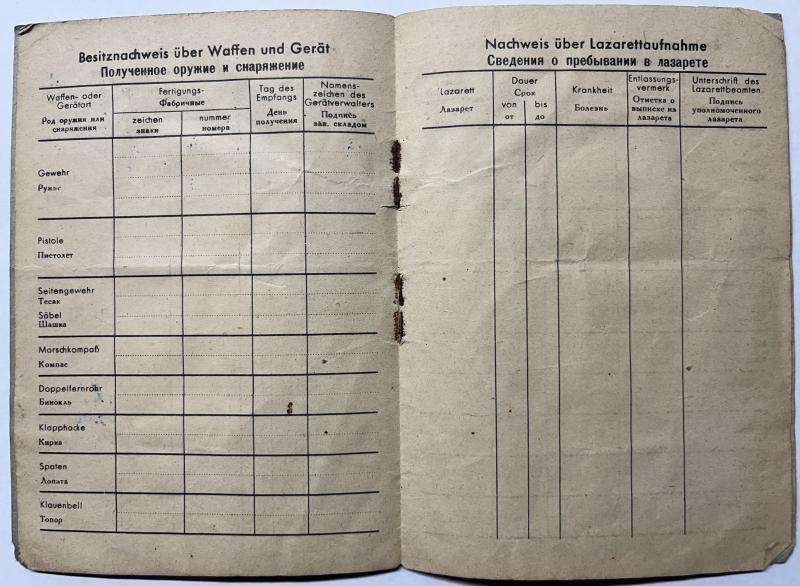 Besitznachweis über Waffen und Gerät
Полученное оружие и снаряжение
Waffen- oder
Gerätart
Род оружия или
снаряжения
Fertigungs-
Фабричные
zeichen
знаки
nummer
номера
Tag des
Empfangs
День
получения
Namens-
zeichen des
Gerätverwalters
Подпись
зав. складом
Gewehr
Ружье
Pistole
Пистолет
Seitengewehr
Тесак
Säbel
Шашка
Marschkompaß
Компас
Doppelfernrohr
Бинокль
Klapphacke
Кирка
Spaten
Лопата
Klauenbeil
Топор
Nachweis über Lazarettaufnahme
Сведения о пребывании в лазарете
Lazarett
Лазарет
Dauer
Срок
von
от
bis
до
Krankheit
Болезнь
Entlassungs-
vermerk
Отметка о
выписке из
лазарета
Unterschrift des
Lazarettbeamten
Подпись
уполномоченного
лазарета